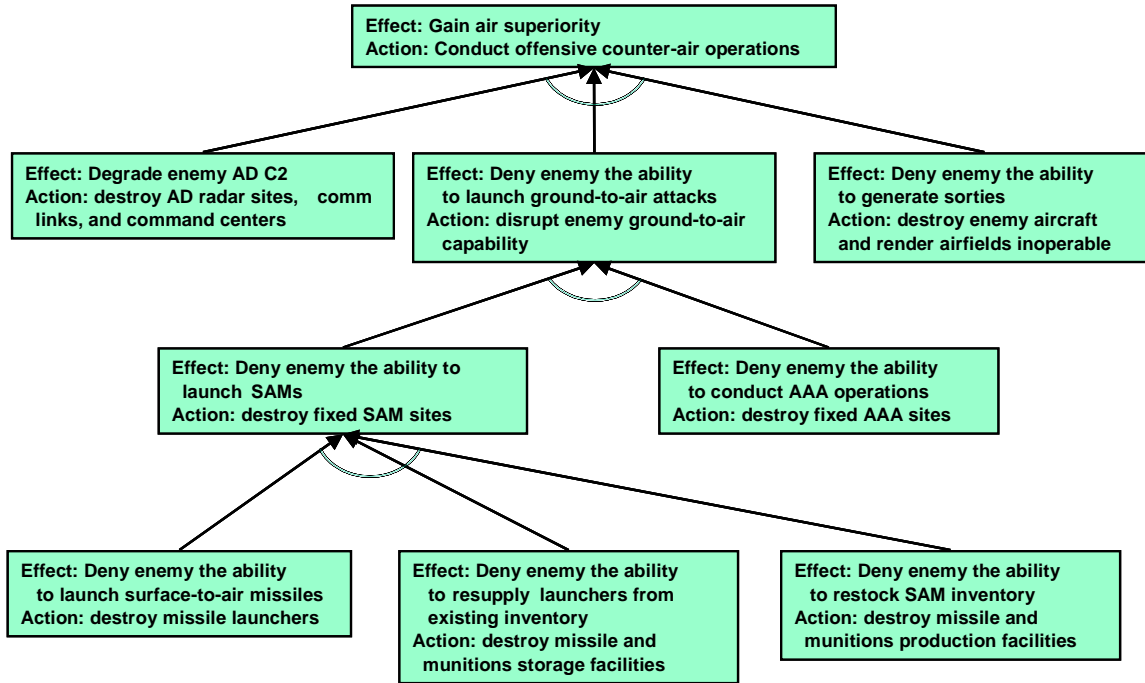 Effect: Gain air superiority
Action: Conduct offensive counter-air operations
Effect: Degrade enemy AD C2
Action: destroy AD radar sites, comm
links, and command centers
Effect: Deny enemy the ability
to launch ground-to-air attacks
Action: disrupt enemy ground-to-air
capability
Effect: Deny enemy the ability
to generate sorties
Action: destroy enemy aircraft
and render airfields inoperable
Effect: Deny enemy the ability to
launch SAMs
Action: destroy fixed SAM sites
Effect: Deny enemy the ability
to conduct AAA operations
Action: destroy fixed AAA sites
Effect: Deny enemy the ability
to launch surface-to-air missiles
Action: destroy missile launchers
Effect: Deny enemy the ability
to resupply launchers from
existing inventory
Action: destroy missile and
munitions storage facilities
Effect: Deny enemy the ability
to restock SAM inventory
Action: destroy missile and
munitions production facilities